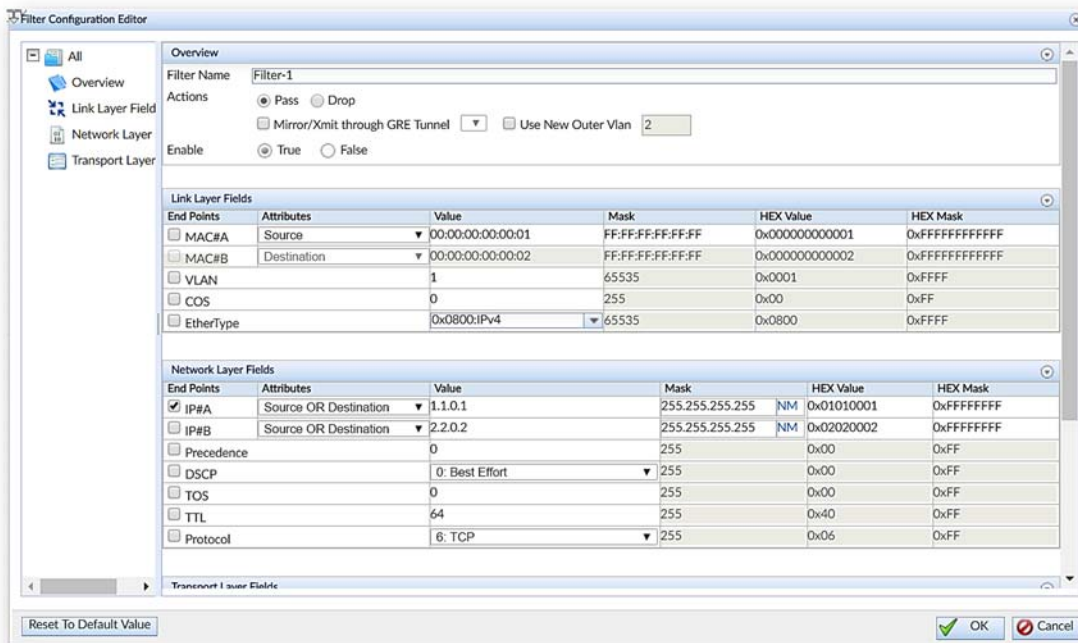 Filter Configuration Editor
All
Overview
Link Layer Field
Network Layer
Transport Layer
Overview
Filter Name Filter-1
Actions Pass Drop
Mirror/Xmit through GRE Tunnel Use New Outer Vlan 2
Enable True False
Link Layer Fields
End Points Attributes Value Mask HEX Value HEX Mask
MAC#A Source 00:00:00:00:00:01 FF:FF:FF:FF:FF:FF 0x000000000001 0xFFFFFFFFFFFF
MAC#B Destination 00:00:00:00:00:02 FF:FF:FF:FF:FF:FF 0x000000000002 0xFFFFFFFFFFFF
VLAN 1 65535 0x0001 0xFFFF
COS 0 255 0x00 0xFF
EtherType 0x0800:IPv4 65535 0x0800 0xFFFF
Network Layer Fields
End Points Attributes Value Mask HEX Value HEX Mask
IP#A Source OR Destination 1.1.0.1 255.255.255.255 NM 0x01010001 0xFFFFFFFF
IP#B Source OR Destination 2.2.0.2 255.255.255.255 NM 0x02020002 0xFFFFFFFF
Precedence 0 255 0x00 0xFF
DSCP 0: Best Effort 255 0x00 0xFF
TOS 0 255 0x00 0xFF
TTL 64 255 0x40 0xFF
Protocol 6: TCP 255 0x06 0xFF
Transport Layer Fields
Reset To Default Value OK Cancel